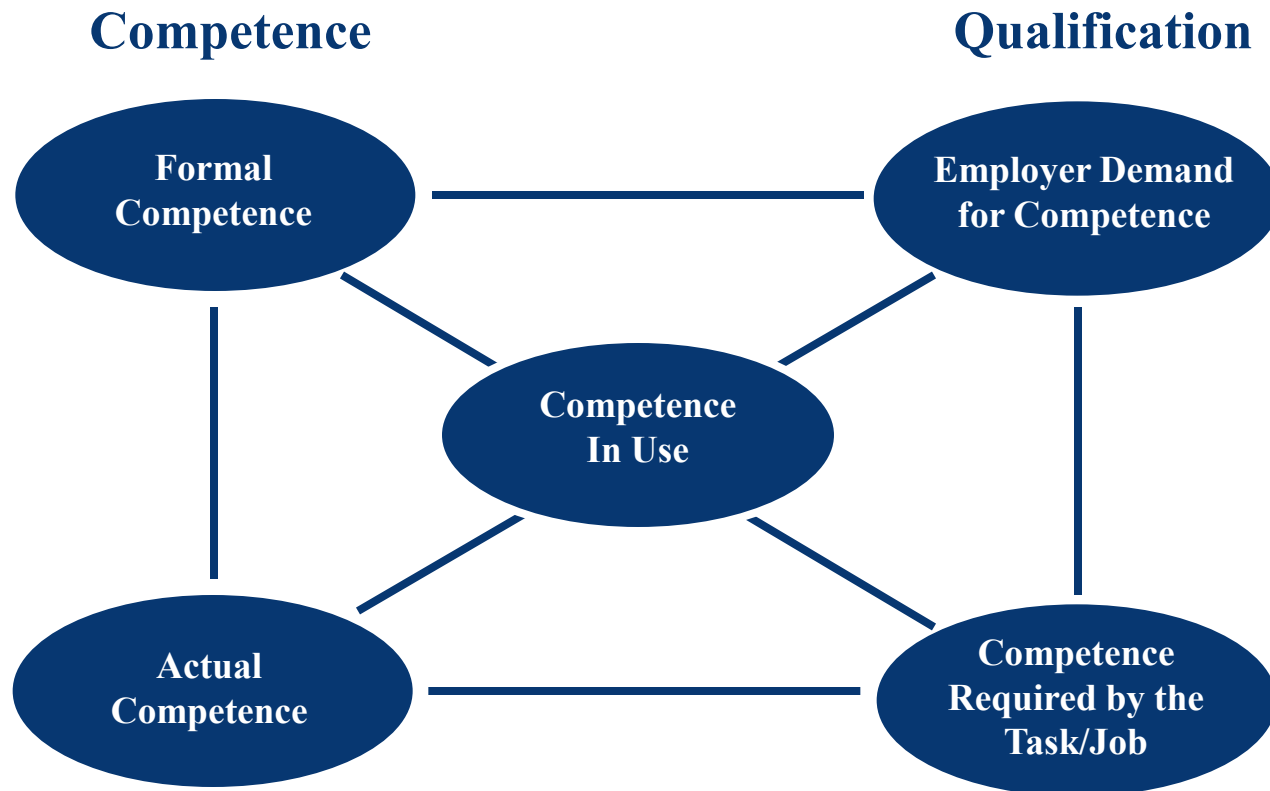 Competence
Qualification
Formal
Competence
Employer Demand
for Competence
Competence
In Use
Actual
Competence
Competence
Required by the
Task/Job